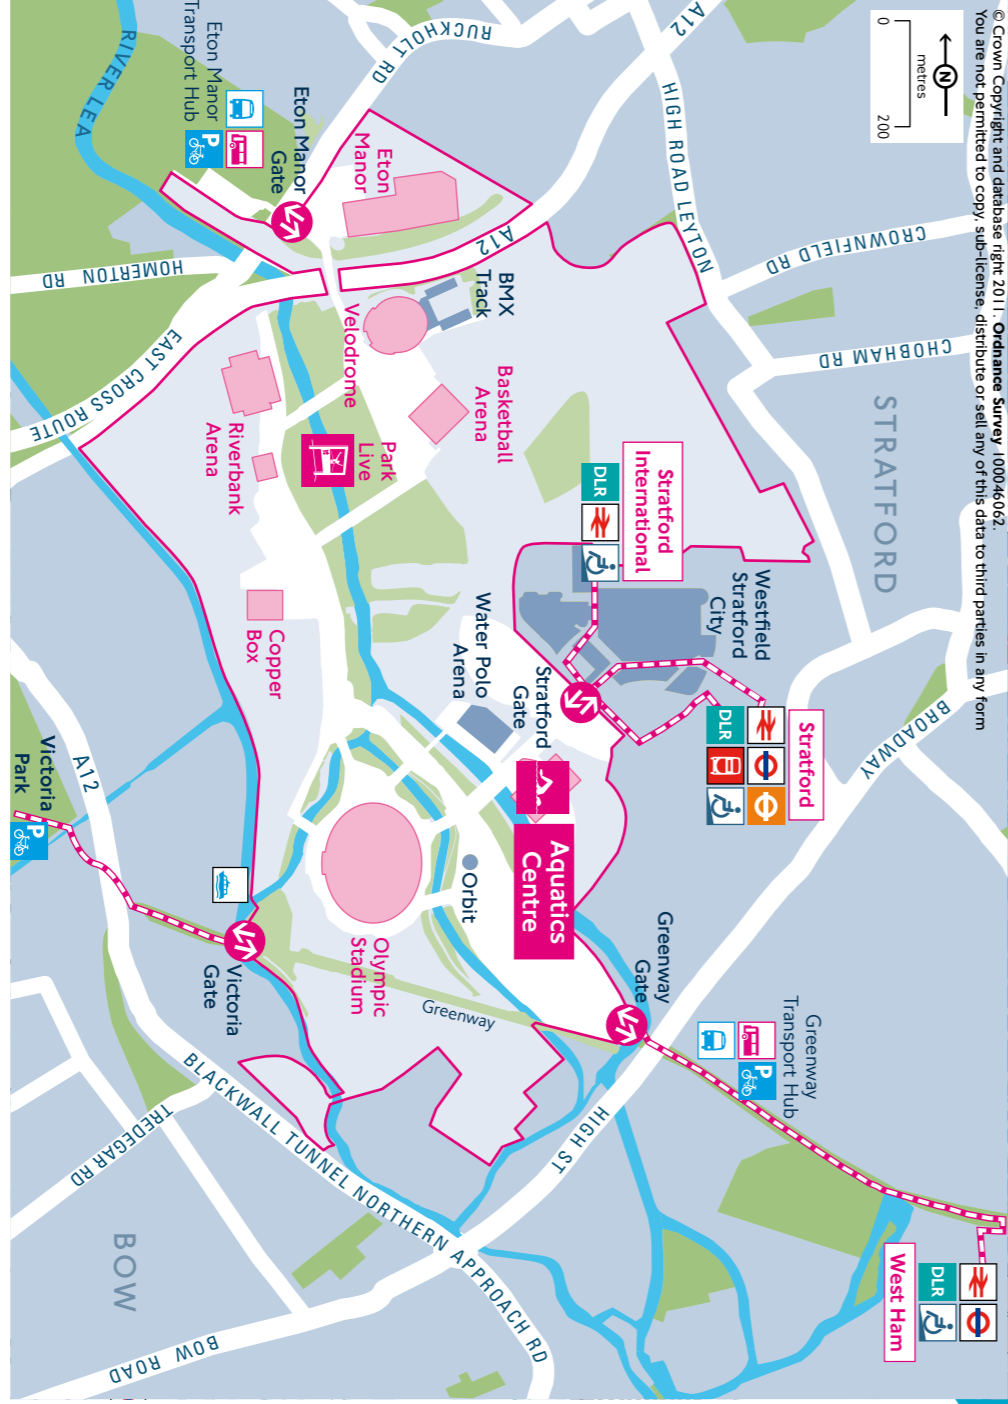 © Crown Copyright and database right 2011. Ordnance Survey 100046062.
You are not permitted to copy, sub-license, distribute or sell any of this data to third parties in any form
N
0
metres
200
RUCKHOLT RD
A12
HIGH ROAD LEYTON
CROWNFIELD RD
CHOBHAM RD
STRATFORD
BROADWAY
RIVER LEA
Eton Manor
Transport Hub
P
Eton Manor
Gate
Eton
Manor
A12
HOMERTON RD
EAST CROSS ROUTE
BMX
Track
Velodrome
Basketball
Arena
Riverbank
Arena
Park
Live
Stratford
International
DLR
Westfield
Stratford
City
Stratford
DLR
Stratford
Gate
Water Polo
Arena
Copper
Box
Aquatics
Centre
Orbit
Olympic
Stadium
Greenway
Greenway
Gate
Greenway
Transport Hub
P
Victoria
Park
P
A12
Victoria
Gate
BLACKWALL TUNNEL NORTHERN APPROACH RD
TREDEGAR RD
HIGH ST
BOW
BOW ROAD
West Ham
DLR